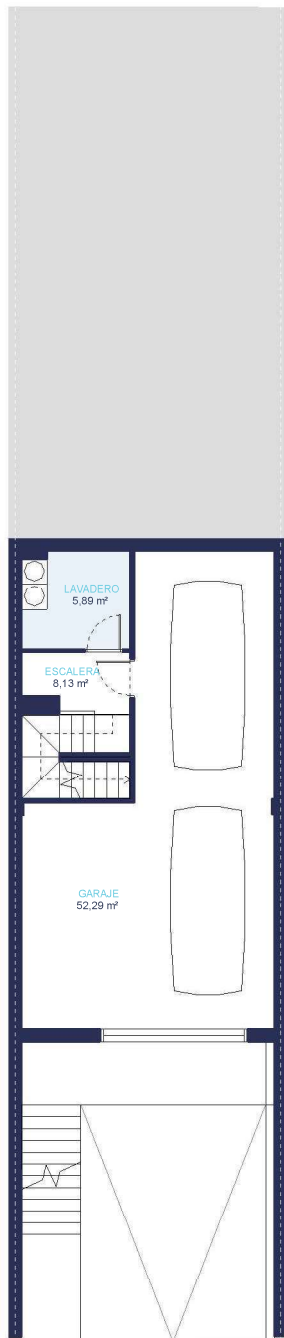 LAVADERO
5,89 m²
ESCALERA
8,13 m²
GARAJE
52,29 m²